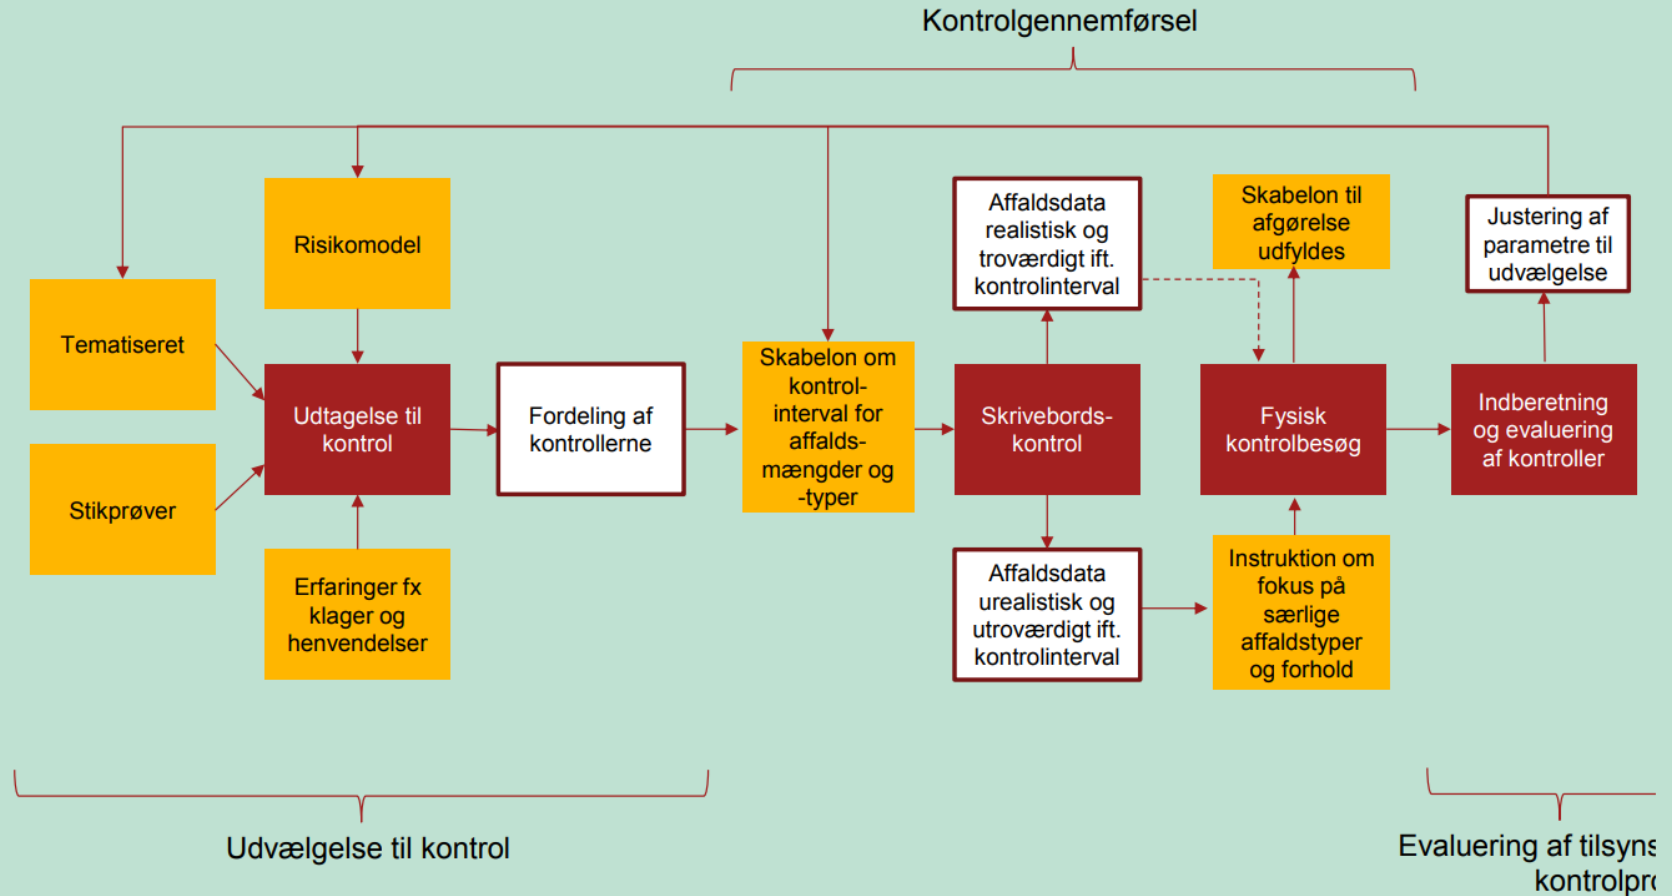 Kontrolgennemførsel
Risikomodel
Tematiseret
Stikprøver
Udtagelse til
kontrol
Erfaringer fx
klager og
henvendelser
Fordeling af
kontrollerne
Skabelon om
kontrol-
interval for
affalds-
mængder og
-typer
Affaldsdata
realistisk og
troværdigt ift.
kontrolinterval
Skrivebords-
kontrol
Affaldsdata
urealistisk og
utroværdigt ift.
kontrolinterval
Skabelon til
afgørelse
udfyldes
Fysisk
kontrolbesøg
Instruktion om
fokus på
særlige
affaldstyper
og forhold
Justering af
parametre til
udvælgelse
Indberetning
og evaluering
af kontroller
Udvælgelse til kontrol
Evaluering af